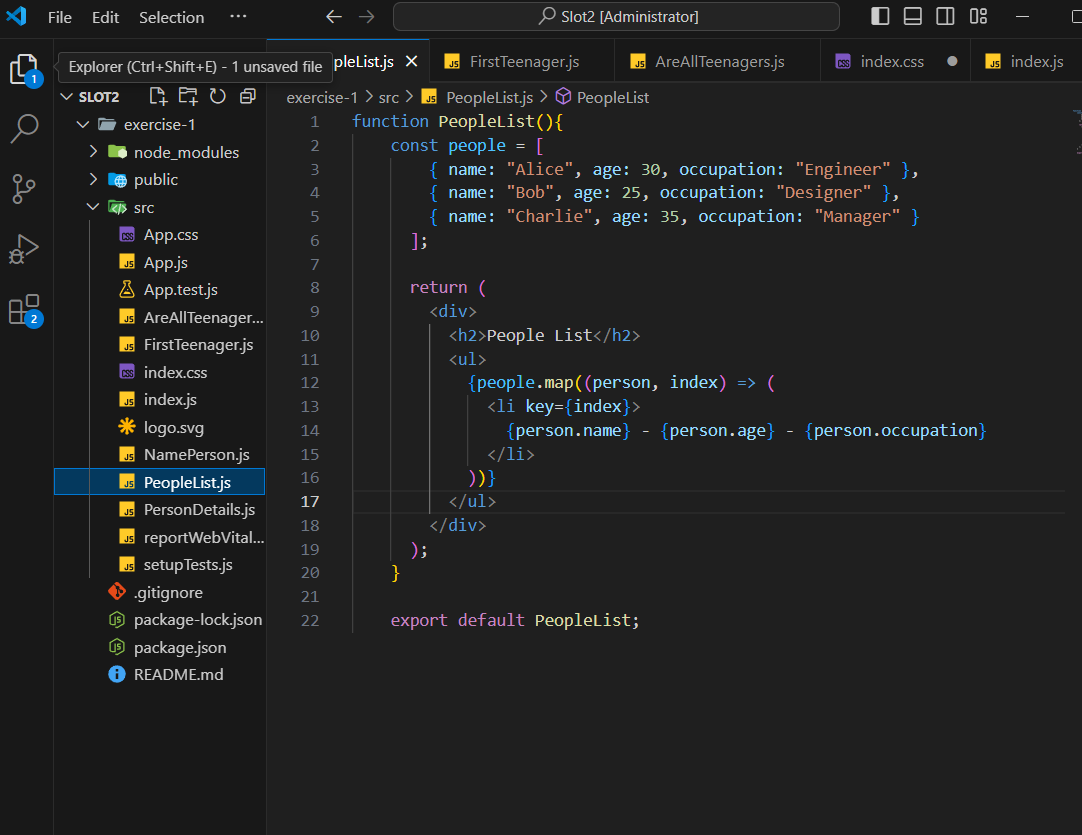 File Edit Selection ··· Slot2 [Administrator]
Explorer (Ctrl+Shift+E) - 1 unsaved file
pleList.js FirstTeenager.js AreAllTeenagers.js index.css index.js
1
2
SLOT2
exercise-1
node_modules
public
src
App.css
App.js
App.test.js
AreAllTeenager...
FirstTeenager.js
index.css
index.js
logo.svg
NamePerson.js
PeopleList.js
PersonDetails.js
reportWebVital...
setupTests.js
.gitignore
package-lock.json
package.json
README.md
exercise-1 > src > PeopleList.js > PeopleList
1 function PeopleList(){
2 const people = [
3 { name: "Alice", age: 30, occupation: "Engineer" },
4 { name: "Bob", age: 25, occupation: "Designer" },
5 { name: "Charlie", age: 35, occupation: "Manager" }
6 ];
7
8 return (
9 <div>
10 <h2>People List</h2>
11 <ul>
12 {people.map((person, index) => (
13 <li key={index}>
14 {person.name} - {person.age} - {person.occupation}
15 </li>
16 ))}
17 </ul>
18 </div>
19 );
20 }
21
22 export default PeopleList;